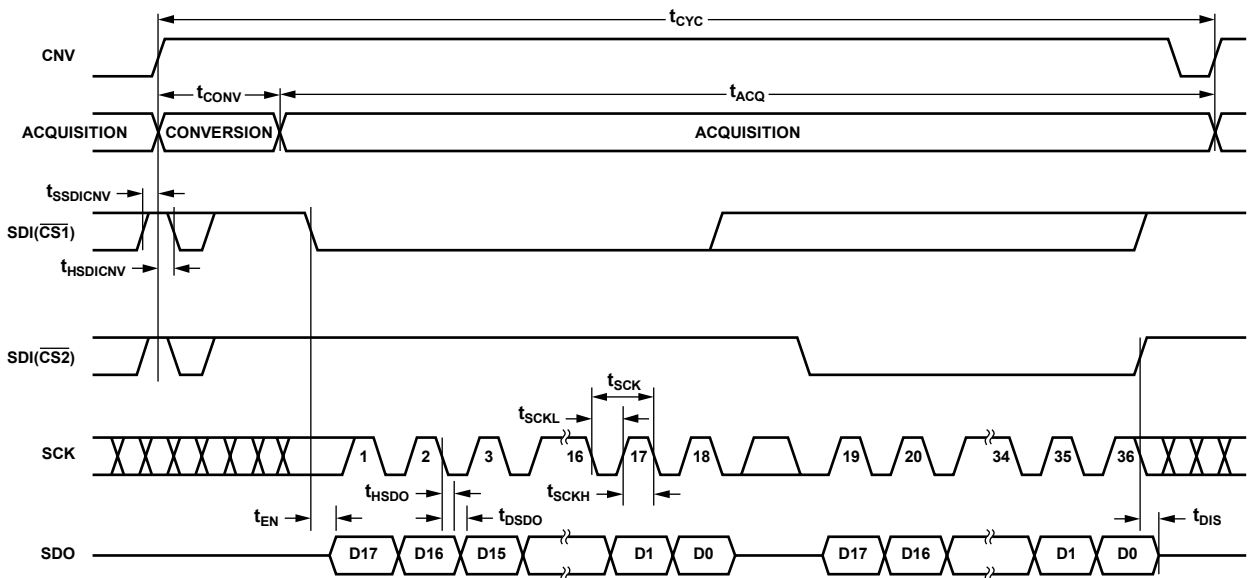 tCYC
CNV
tCONV
tACQ
ACQUISITION CONVERSION ACQUISITION
tSSDICNV
SDI(CS1)
tHSDICNV
SDI(CS2)
tSCK
tSCKL
SCK 1 2 3 16 17 18 19 20 34 35 36
tHSDO
tSCKH
tEN
tDSDO
tDIS
SDO D17 D16 D15 D1 D0 D17 D16 D1 D0